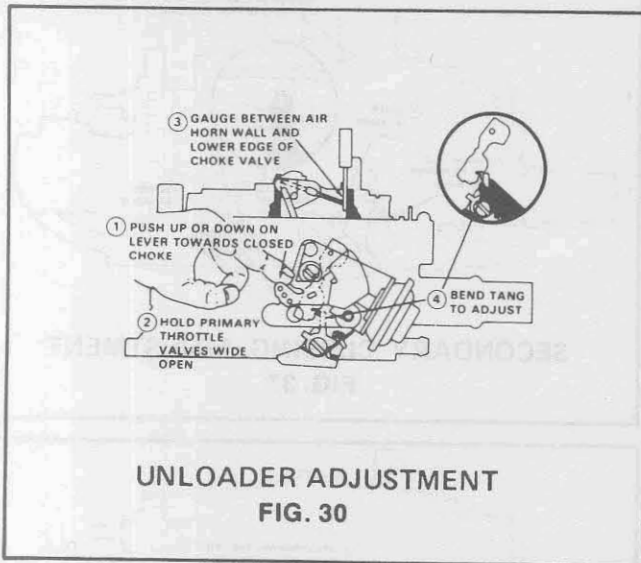 3 GAUGE BETWEEN AIR
HORN WALL AND
LOWER EDGE OF
CHOKE VALVE
1 PUSH UP OR DOWN ON
LEVER TOWARDS CLOSED
CHOKE
2 HOLD PRIMARY
THROTTLE
VALVES WIDE
OPEN
4 BEND TANG
TO ADJUST
UNLOADER ADJUSTMENT
FIG. 30